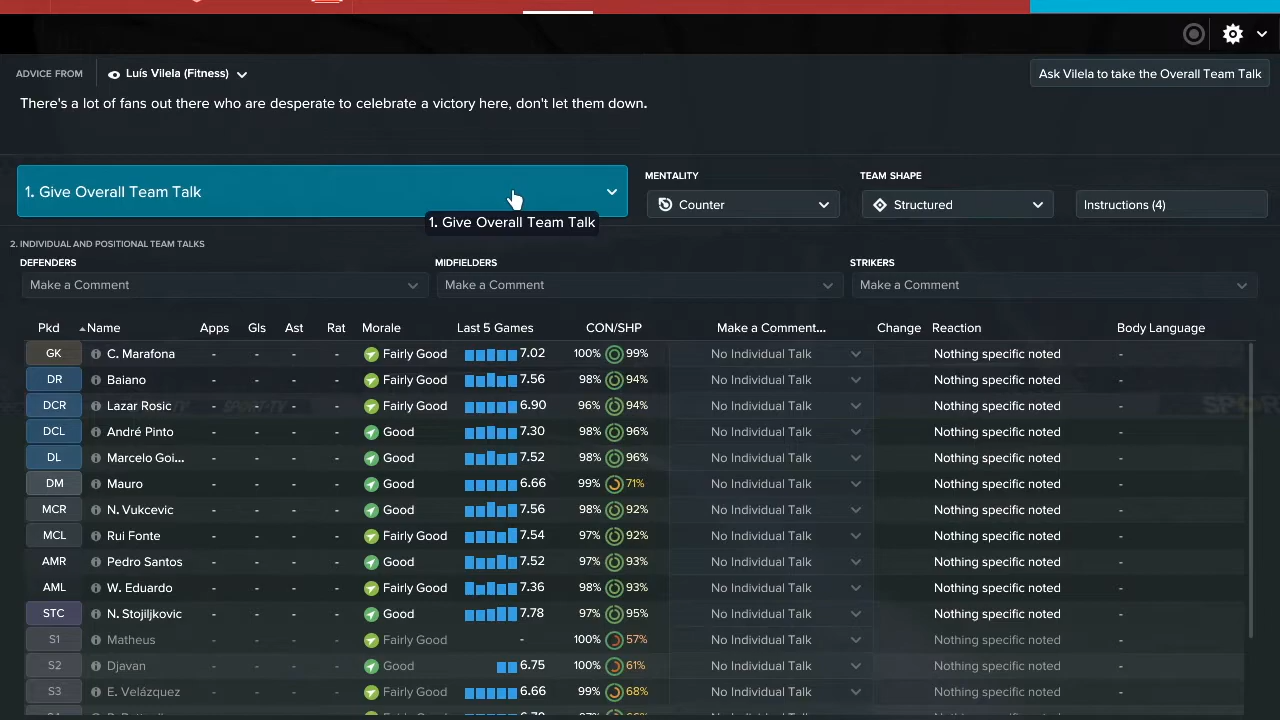 ADVICE FROM Luís Vilela (Fitness) Ask Vilela to take the Overall Team Talk
There's a lot of fans out there who are desperate to celebrate a victory here, don't let them down.
MENTALITY TEAM SHAPE
1. Give Overall Team Talk Counter Structured Instructions (4)
1. Give Overall Team Talk
2. INDIVIDUAL AND POSITIONAL TEAM TALKS
DEFENDERS MIDFIELDERS STRIKERS
Make a Comment Make a Comment Make a Comment
Pkd Name Apps Gls Ast Rat Morale Last 5 Games CON/SHP Make a Comment... Change Reaction Body Language
GK C. Marafona - - - - Fairly Good 7.02 100% 99% No Individual Talk Nothing specific noted -
DR Baiano - - - - Fairly Good 7.56 98% 94% No Individual Talk Nothing specific noted -
DCR Lazar Rosic - - - - Fairly Good 6.90 96% 94% No Individual Talk Nothing specific noted -
DCL André Pinto - - - - Good 7.30 98% 96% No Individual Talk Nothing specific noted -
DL Marcelo Goi... - - - - Good 7.52 98% 96% No Individual Talk Nothing specific noted -
DM Mauro - - - - Good 6.66 99% 71% No Individual Talk Nothing specific noted -
MCR N. Vukcevic - - - - Good 7.56 98% 92% No Individual Talk Nothing specific noted -
MCL Rui Fonte - - - - Fairly Good 7.54 97% 92% No Individual Talk Nothing specific noted -
AMR Pedro Santos - - - - Good 7.52 97% 93% No Individual Talk Nothing specific noted -
AML W. Eduardo - - - - Fairly Good 7.36 98% 93% No Individual Talk Nothing specific noted -
STC N. Stojiljkovic - - - - Good 7.78 97% 95% No Individual Talk Nothing specific noted -
S1 Matheus - - - - Fairly Good - 100% 57% No Individual Talk Nothing specific noted -
S2 Djavan - - - - Good 6.75 100% 61% No Individual Talk Nothing specific noted -
S3 E. Velázquez - - - - Fairly Good 6.66 99% 68% No Individual Talk Nothing specific noted -